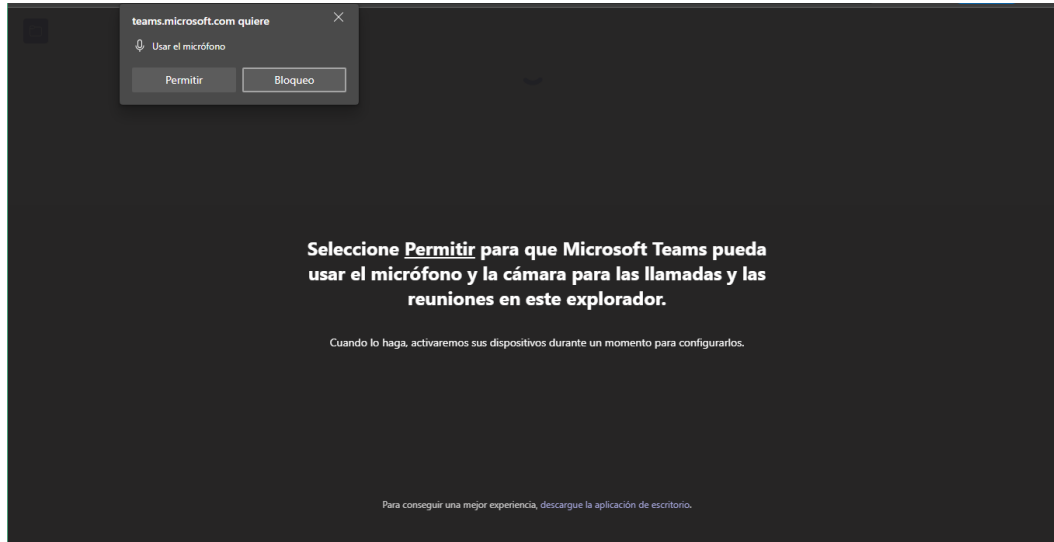 teams.microsoft.com quiere
Usar el micrófono
Permitir
Bloqueo
Seleccione Permitir para que Microsoft Teams pueda
usar el micrófono y la cámara para las llamadas y las
reuniones en este explorador.
Cuando lo haga, activaremos sus dispositivos durante un momento para configurarlos.
Para conseguir una mejor experiencia, descargue la aplicación de escritorio.